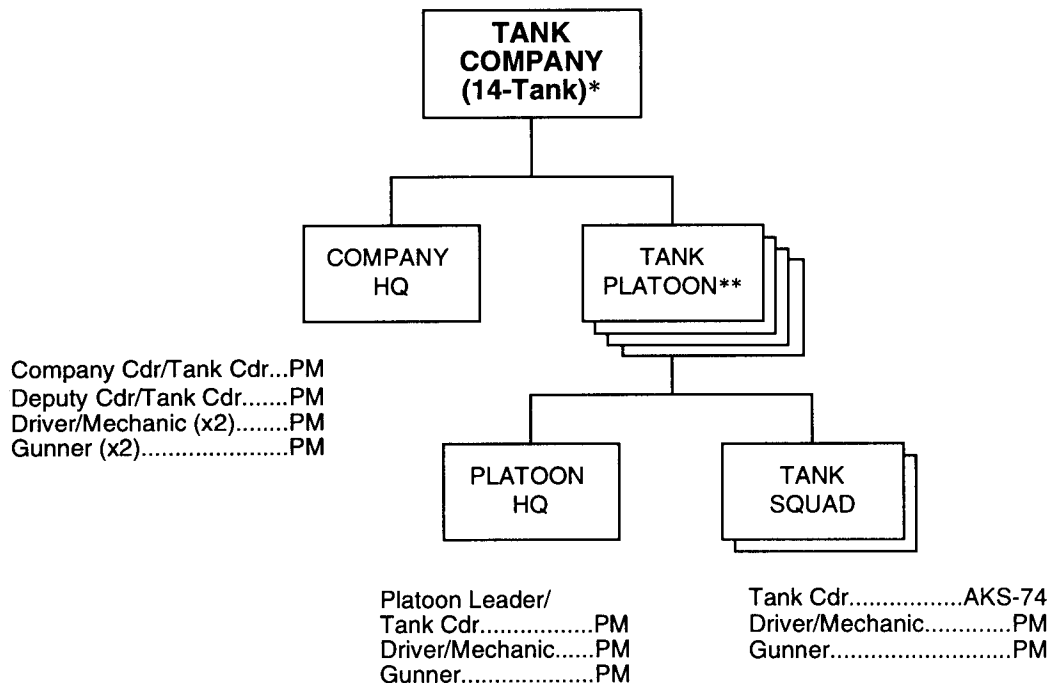 TANK
COMPANY
(14-Tank)*
COMPANY
HQ
TANK
PLATOON**
Company Cdr/Tank Cdr...PM
Deputy Cdr/Tank Cdr.......PM
Driver/Mechanic (x2)........PM
Gunner (x2)......................PM
PLATOON
HQ
TANK
SQUAD
Platoon Leader/
Tank Cdr..................PM
Driver/Mechanic......PM
Gunner.....................PM
Tank Cdr.................AKS-74
Driver/Mechanic.............PM
Gunner............................PM